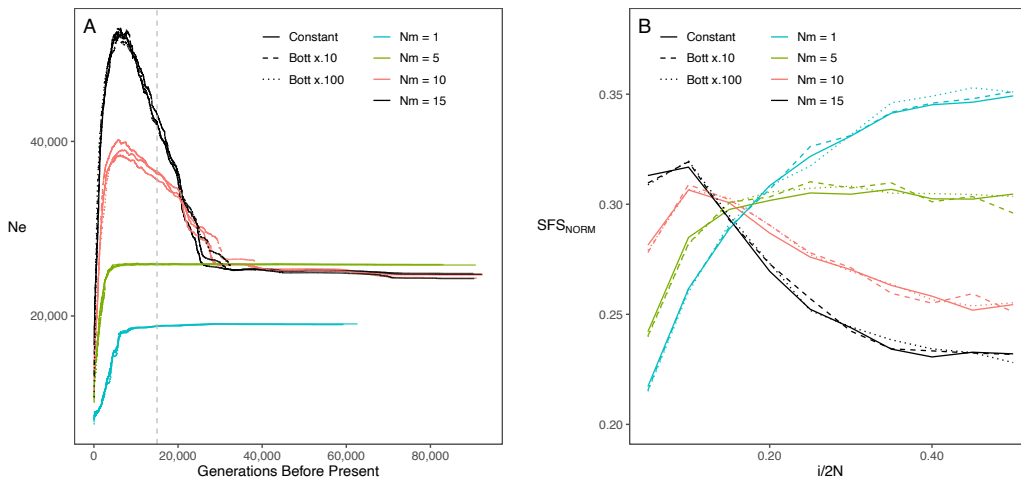 A
Constant
Bott x.10
Bott x.100
Nm = 1
Nm = 5
Nm = 10
Nm = 15
40,000
20,000
Ne
0
20,000
40,000
60,000
80,000
Generations Before Present
B
Constant
Bott x.10
Bott x.100
Nm = 1
Nm = 5
Nm = 10
Nm = 15
0.35
0.30
0.25
0.20
SFSNORM
0.20
0.40
i/2N